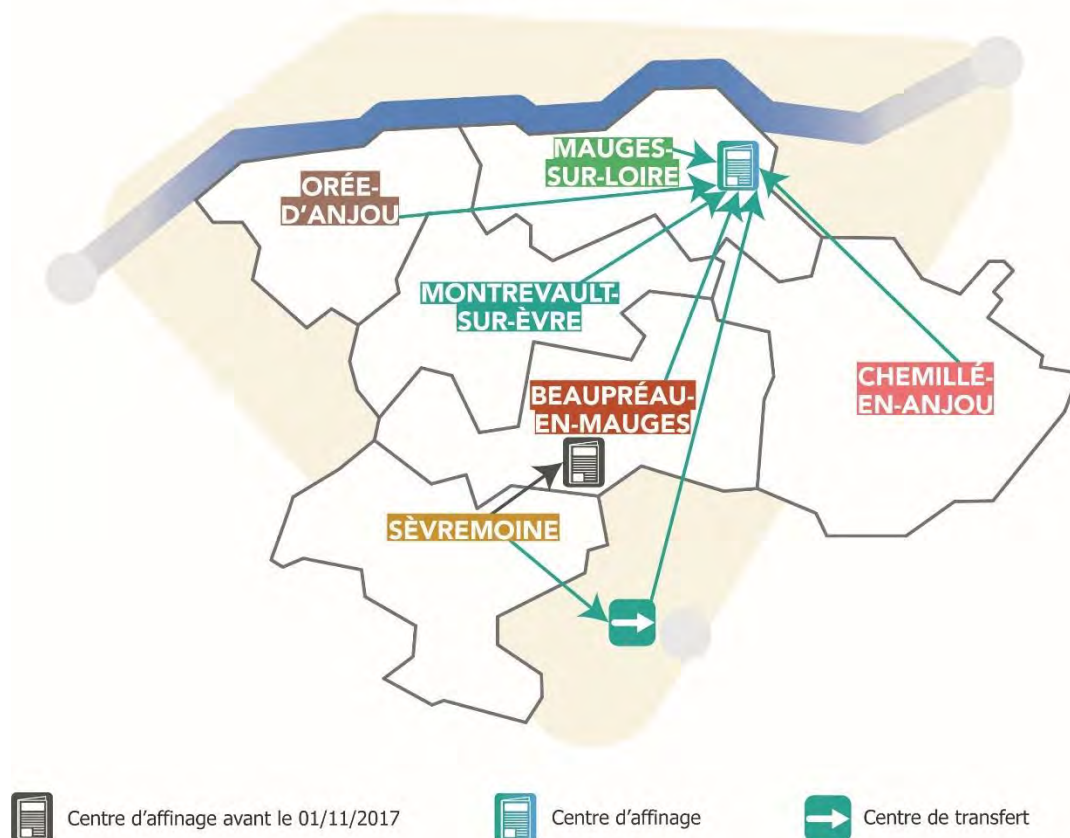 MAUGES-
SUR-LOIRE
ORÉE-
D'ANJOU
MONTREVAULT-
SUR-ÈVRE
BEAUPRÉAU-
EN-MAUGES
CHEMILLÉ-
EN-ANJOU
SÈVREMOINE
Centre d'affinage avant le 01/11/2017
Centre d'affinage
Centre de transfert